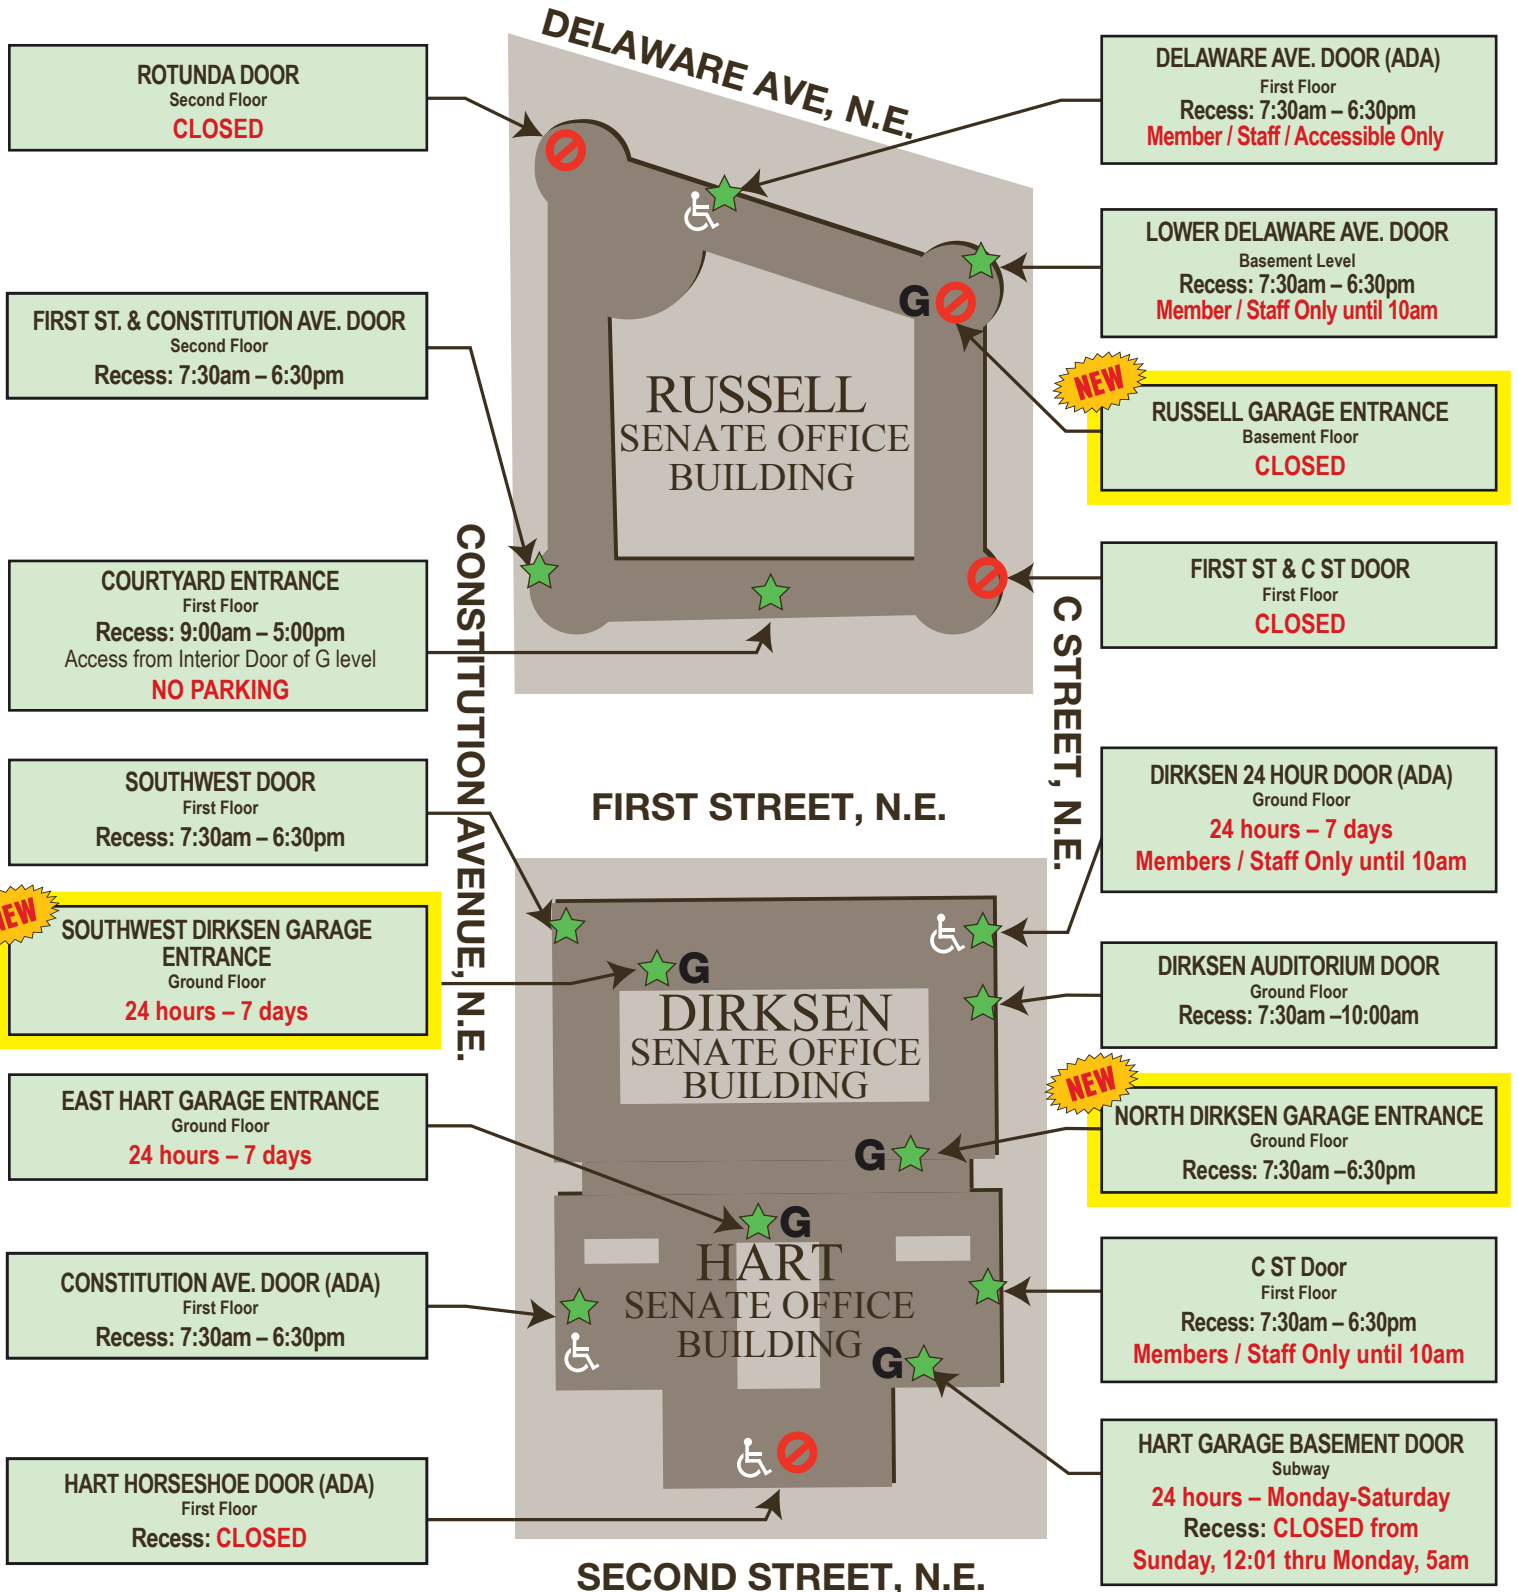 DELAWARE AVE, N.E.
ROTUNDA DOOR
Second Floor
CLOSED
DELAWARE AVE. DOOR (ADA)
First Floor
Recess: 7:30am – 6:30pm
Member / Staff / Accessible Only
LOWER DELAWARE AVE. DOOR
Basement Level
Recess: 7:30am – 6:30pm
Member / Staff Only until 10am
FIRST ST. & CONSTITUTION AVE. DOOR
Second Floor
Recess: 7:30am – 6:30pm
G
NEW
RUSSELL GARAGE ENTRANCE
Basement Floor
CLOSED
RUSSELL
SENATE OFFICE
BUILDING
COURTYARD ENTRANCE
First Floor
Recess: 9:00am – 5:00pm
Access from Interior Door of G level
NO PARKING
FIRST ST & C ST DOOR
First Floor
CLOSED
CONSTITUTION AVENUE, N.E.
C STREET, N.E.
FIRST STREET, N.E.
SOUTHWEST DOOR
First Floor
Recess: 7:30am – 6:30pm
DIRKSEN 24 HOUR DOOR (ADA)
Ground Floor
24 hours – 7 days
Members / Staff Only until 10am
NEW
SOUTHWEST DIRKSEN GARAGE
ENTRANCE
Ground Floor
24 hours – 7 days
G
DIRKSEN
SENATE OFFICE
BUILDING
DIRKSEN AUDITORIUM DOOR
Ground Floor
Recess: 7:30am –10:00am
EAST HART GARAGE ENTRANCE
Ground Floor
24 hours – 7 days
NEW
NORTH DIRKSEN GARAGE ENTRANCE
Ground Floor
Recess: 7:30am –6:30pm
G
G
HART
SENATE OFFICE
BUILDING
G
CONSTITUTION AVE. DOOR (ADA)
First Floor
Recess: 7:30am – 6:30pm
C ST Door
First Floor
Recess: 7:30am – 6:30pm
Members / Staff Only until 10am
HART HORSESHOE DOOR (ADA)
First Floor
Recess: CLOSED
HART GARAGE BASEMENT DOOR
Subway
24 hours – Monday-Saturday
Recess: CLOSED from
Sunday, 12:01 thru Monday, 5am
SECOND STREET, N.E.